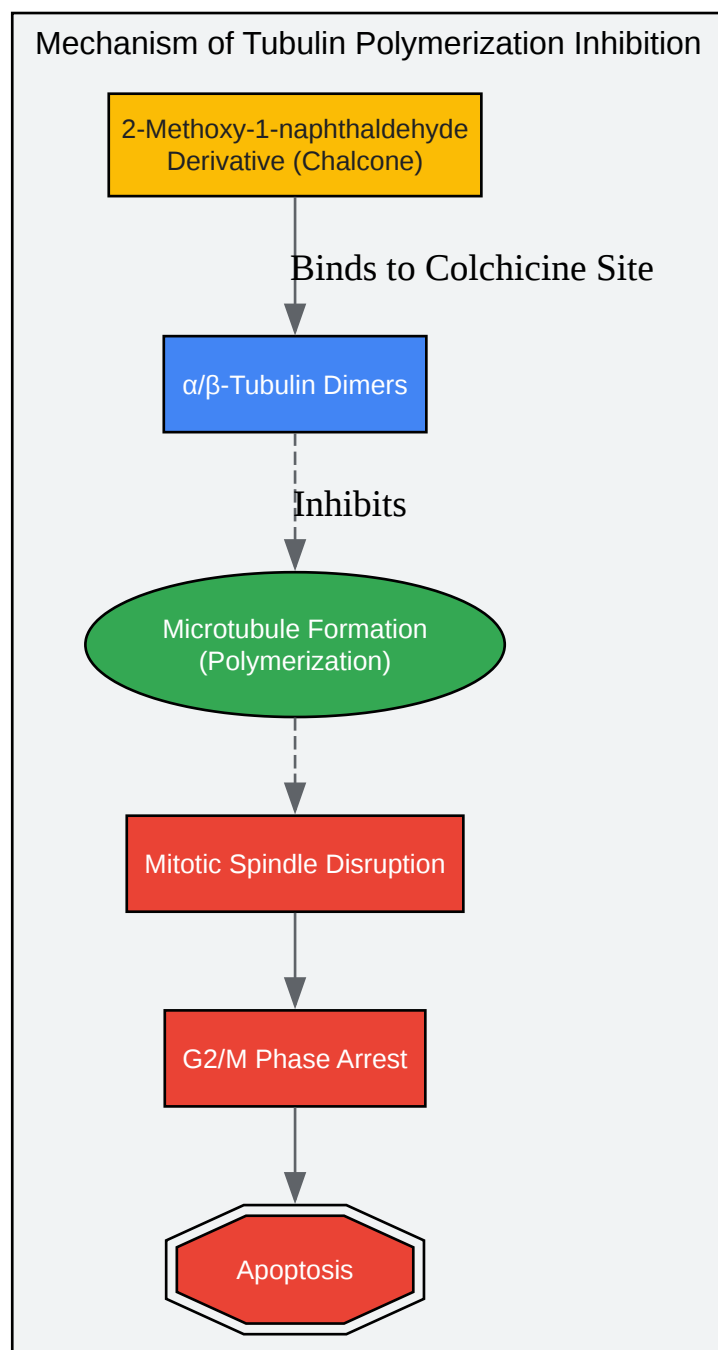 Mechanism of Tubulin Polymerization Inhibition
2-Methoxy-1-naphthaldehyde
Derivative (Chalcone)
Binds to Colchicine Site
α/β-Tubulin Dimers
Inhibits
Microtubule Formation
(Polymerization)
Mitotic Spindle Disruption
G2/M Phase Arrest
Apoptosis